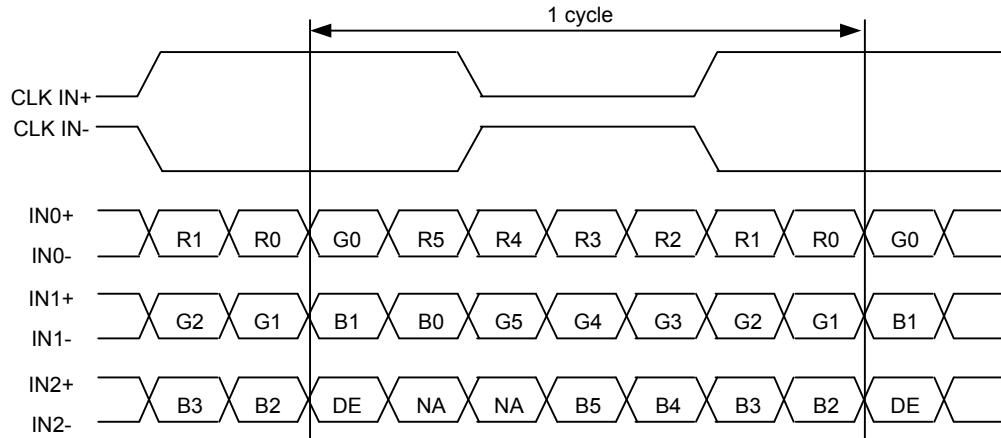 1 cycle
CLK IN+
CLK IN-
IN0+
R1 R0 G0 R5 R4 R3 R2 R1 R0 G0
IN0-
IN1+
G2 G1 B1 B0 G5 G4 G3 G2 G1 B1
IN1-
IN2+
B3 B2 DE NA NA B5 B4 B3 B2 DE
IN2-